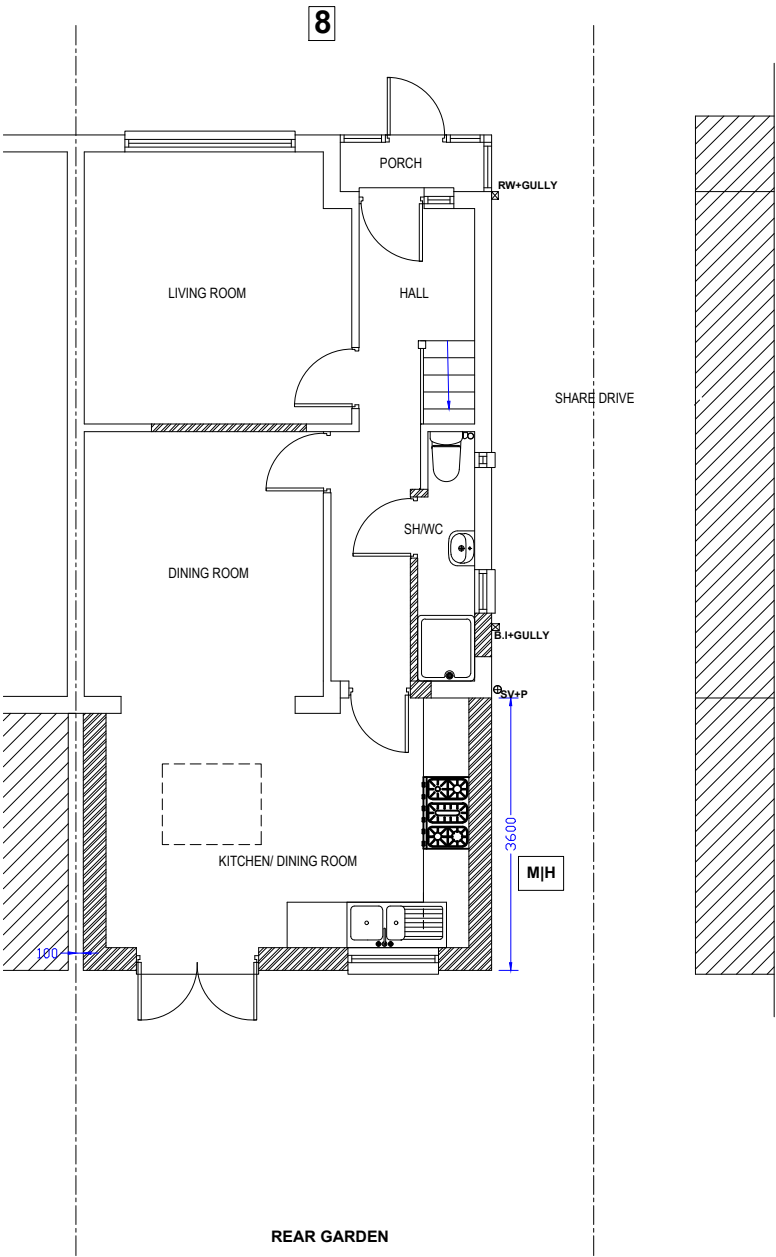 8
PORCH
RW+GULLY
LIVING ROOM
HALL
SHARE DRIVE
SH/WC
DINING ROOM
B.I+GULLY
SV+P
3600
KITCHEN/ DINING ROOM
M|H
100
REAR GARDEN